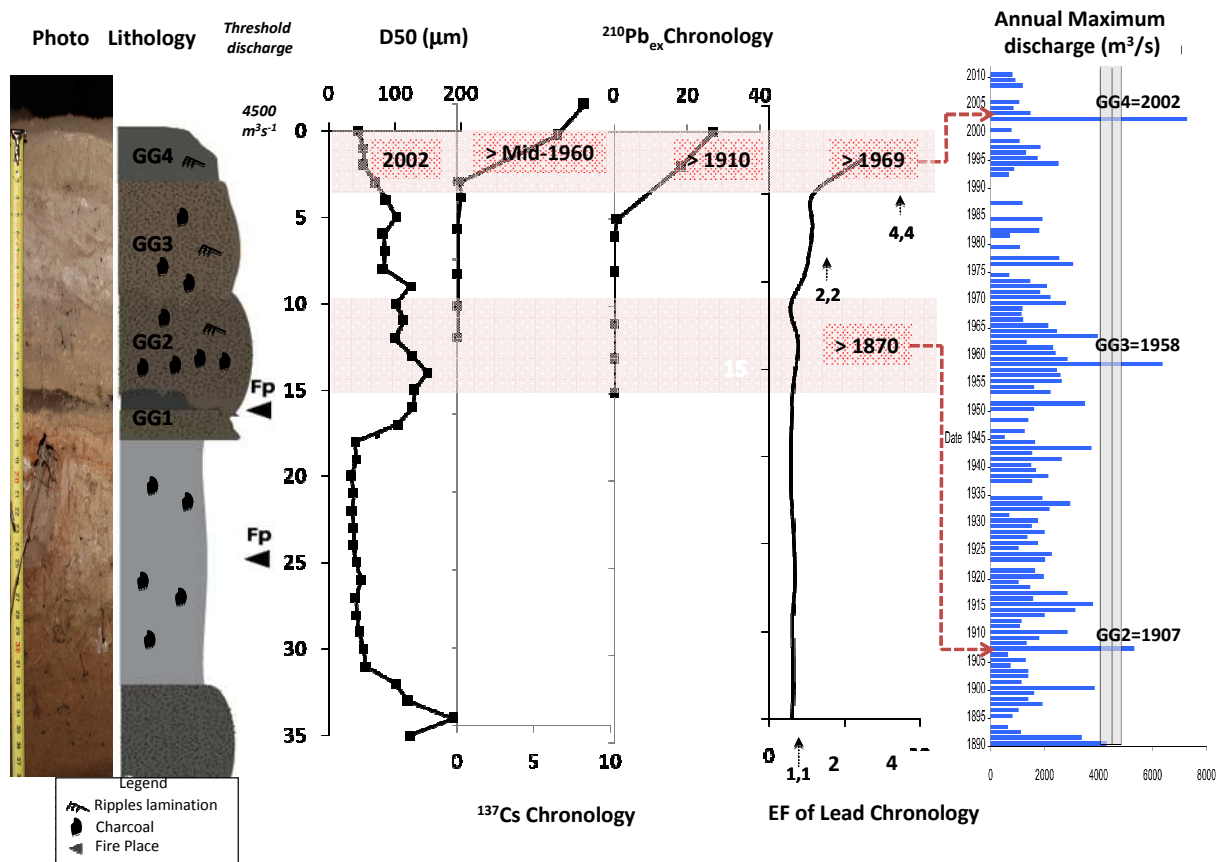 Photo
Lithology
Threshold
discharge
D50 (µm)
²¹⁰Pbₑₓ Chronology
Annual Maximum
discharge (m³/s)
4500
m³s⁻¹
0 100 200
0 20 40
0
5
10
15
20
25
30
35
GG4
GG3
GG2
GG1
Fp
Fp
2002
> Mid-1960
> 1910
> 1969
4,4
2,2
> 1870
15
0 5 10
0 2 4
1,1
¹³⁷Cs Chronology
EF of Lead Chronology
GG4=2002
GG3=1958
GG2=1907
Date
2010
2005
2000
1995
1990
1985
1980
1975
1970
1965
1960
1955
1950
1945
1940
1935
1930
1925
1920
1915
1910
1905
1900
1895
1890
0 2000 4000 6000 8000
Legend
Ripples lamination
Charcoal
Fire Place